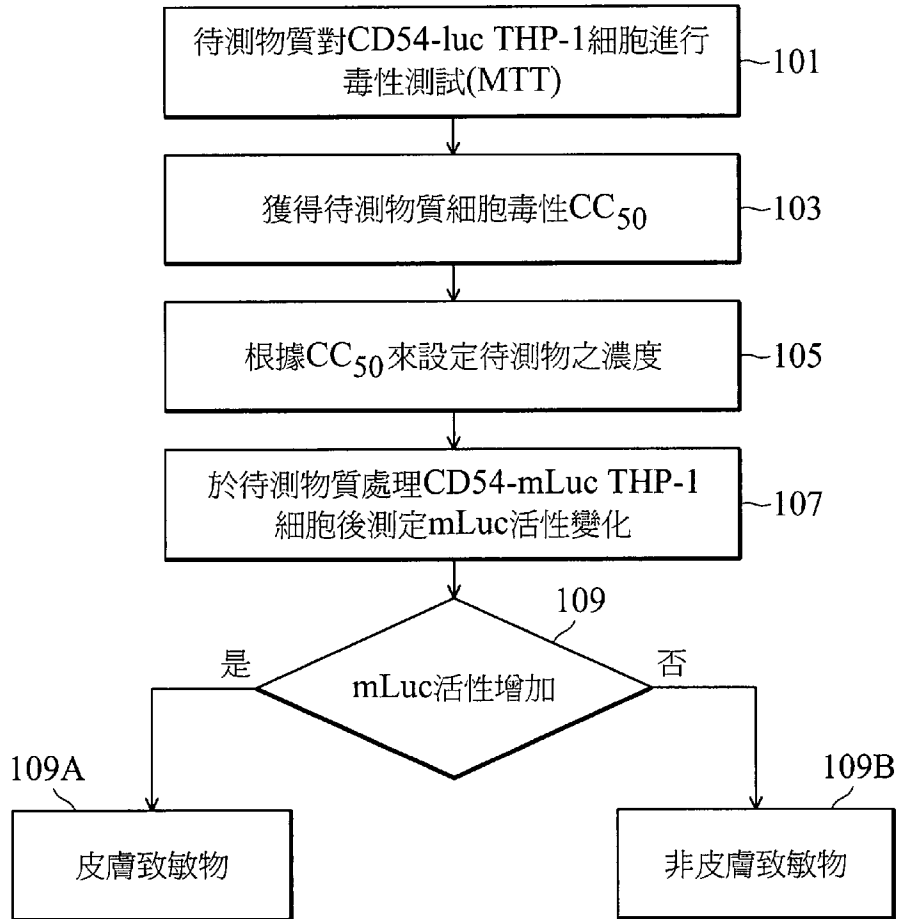 待測物質對CD54-luc THP-1細胞進行
毒性測試(MTT)
101
獲得待測物質細胞毒性CC50
103
根據CC50來設定待測物之濃度
105
於待測物質處理CD54-mLuc THP-1
細胞後測定mLuc活性變化
107
109
是
否
mLuc活性增加
109A
109B
皮膚致敏物
非皮膚致敏物